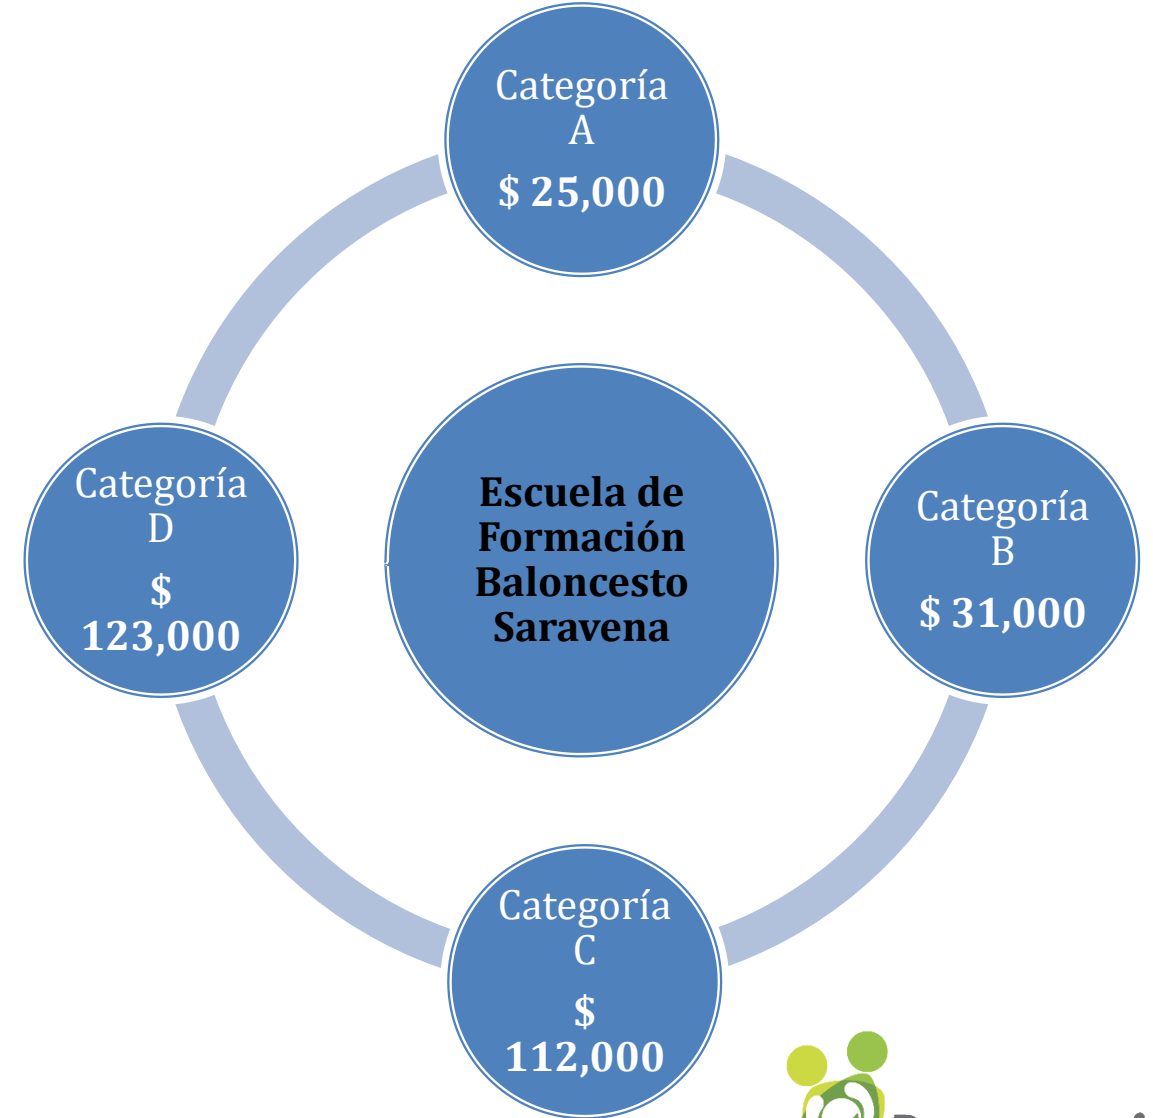 Categoría
A
$ 25,000
Categoría
D
$
123,000
Escuela de
Formación
Baloncesto
Saravena
Categoría
B
$ 31,000
Categoría
C
$
112,000